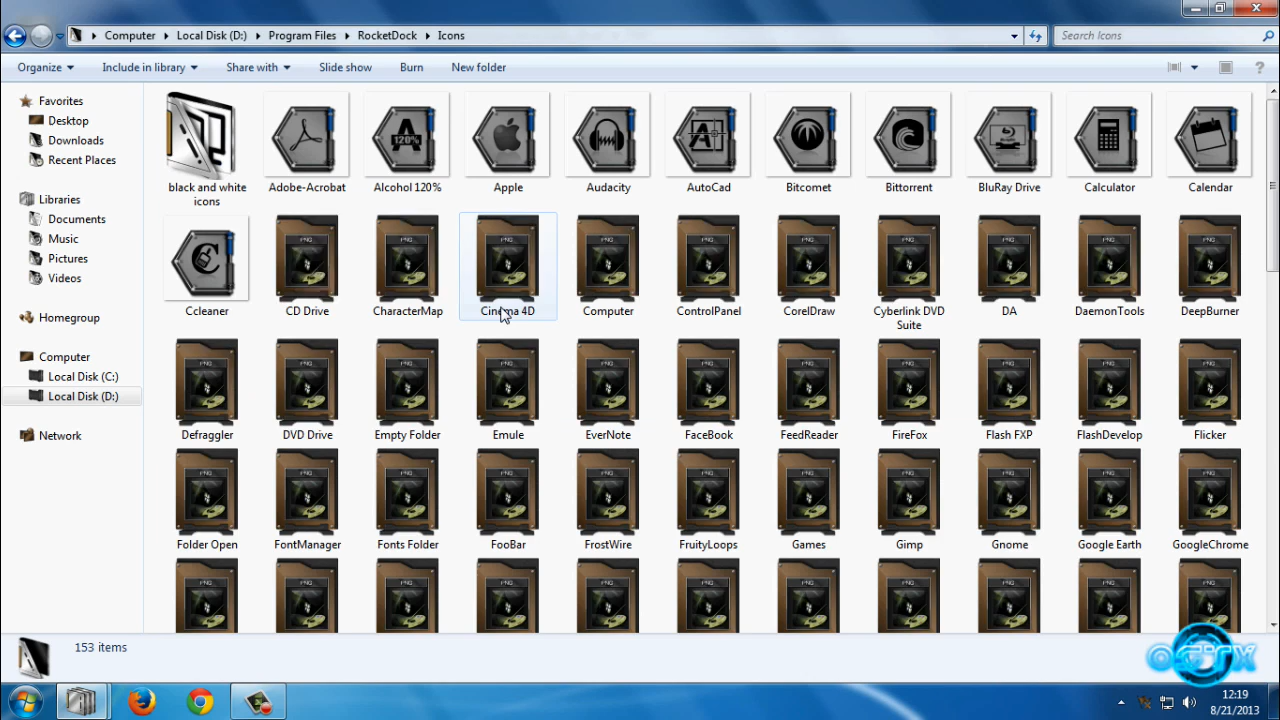 Computer Local Disk (D:) Program Files RocketDock Icons Search Icons
Organize Include in library Share with Slide show Burn New folder
Favorites
Desktop
Downloads
Recent Places
Libraries
Documents
Music
Pictures
Videos
Homegroup
Computer
Local Disk (C:)
Local Disk (D:)
Network
black and white
icons
Adobe-Acrobat
Alcohol 120%
Apple
Audacity
AutoCad
Bitcomet
Bittorrent
BluRay Drive
Calculator
Calendar
Ccleaner
CD Drive
CharacterMap
Cinema 4D
Computer
ControlPanel
CorelDraw
Cyberlink DVD
Suite
DA
DaemonTools
DeepBurner
Defraggler
DVD Drive
Empty Folder
Emule
EverNote
FaceBook
FeedReader
FireFox
Flash FXP
FlashDevelop
Flicker
Folder Open
FontManager
Fonts Folder
FooBar
FrostWire
FruityLoops
Games
Gimp
Gnome
Google Earth
GoogleChrome
153 items
12:19
8/21/2013